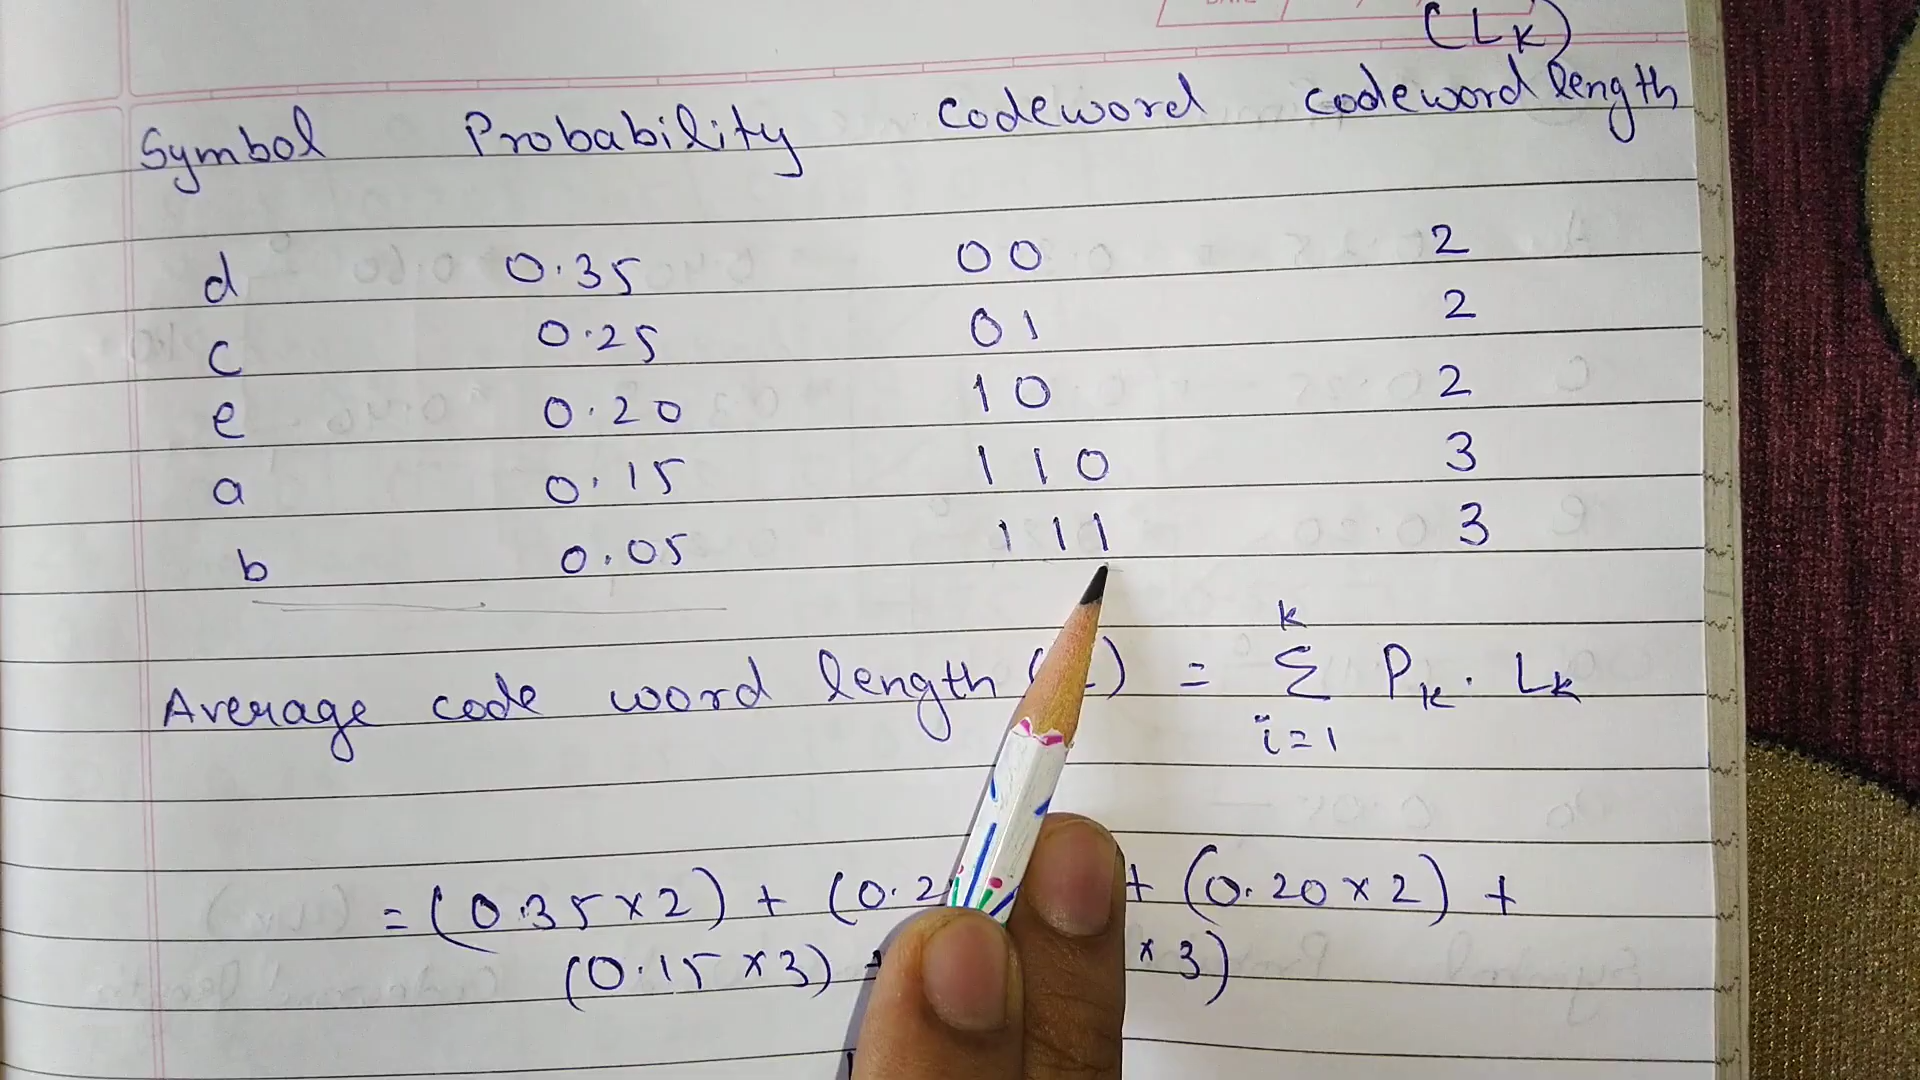 (Lk)
Symbol Probability Codeword codeword length
d 0.35 00 2
c 0.25 01 2
e 0.20 10 2
a 0.15 110 3
b 0.05 111 3
k
Average code word length ( ) = Σ Pk. Lk
i=1
= (0.35×2) + (0.2 + (0.20×2) +
(0.15×3) ×3)